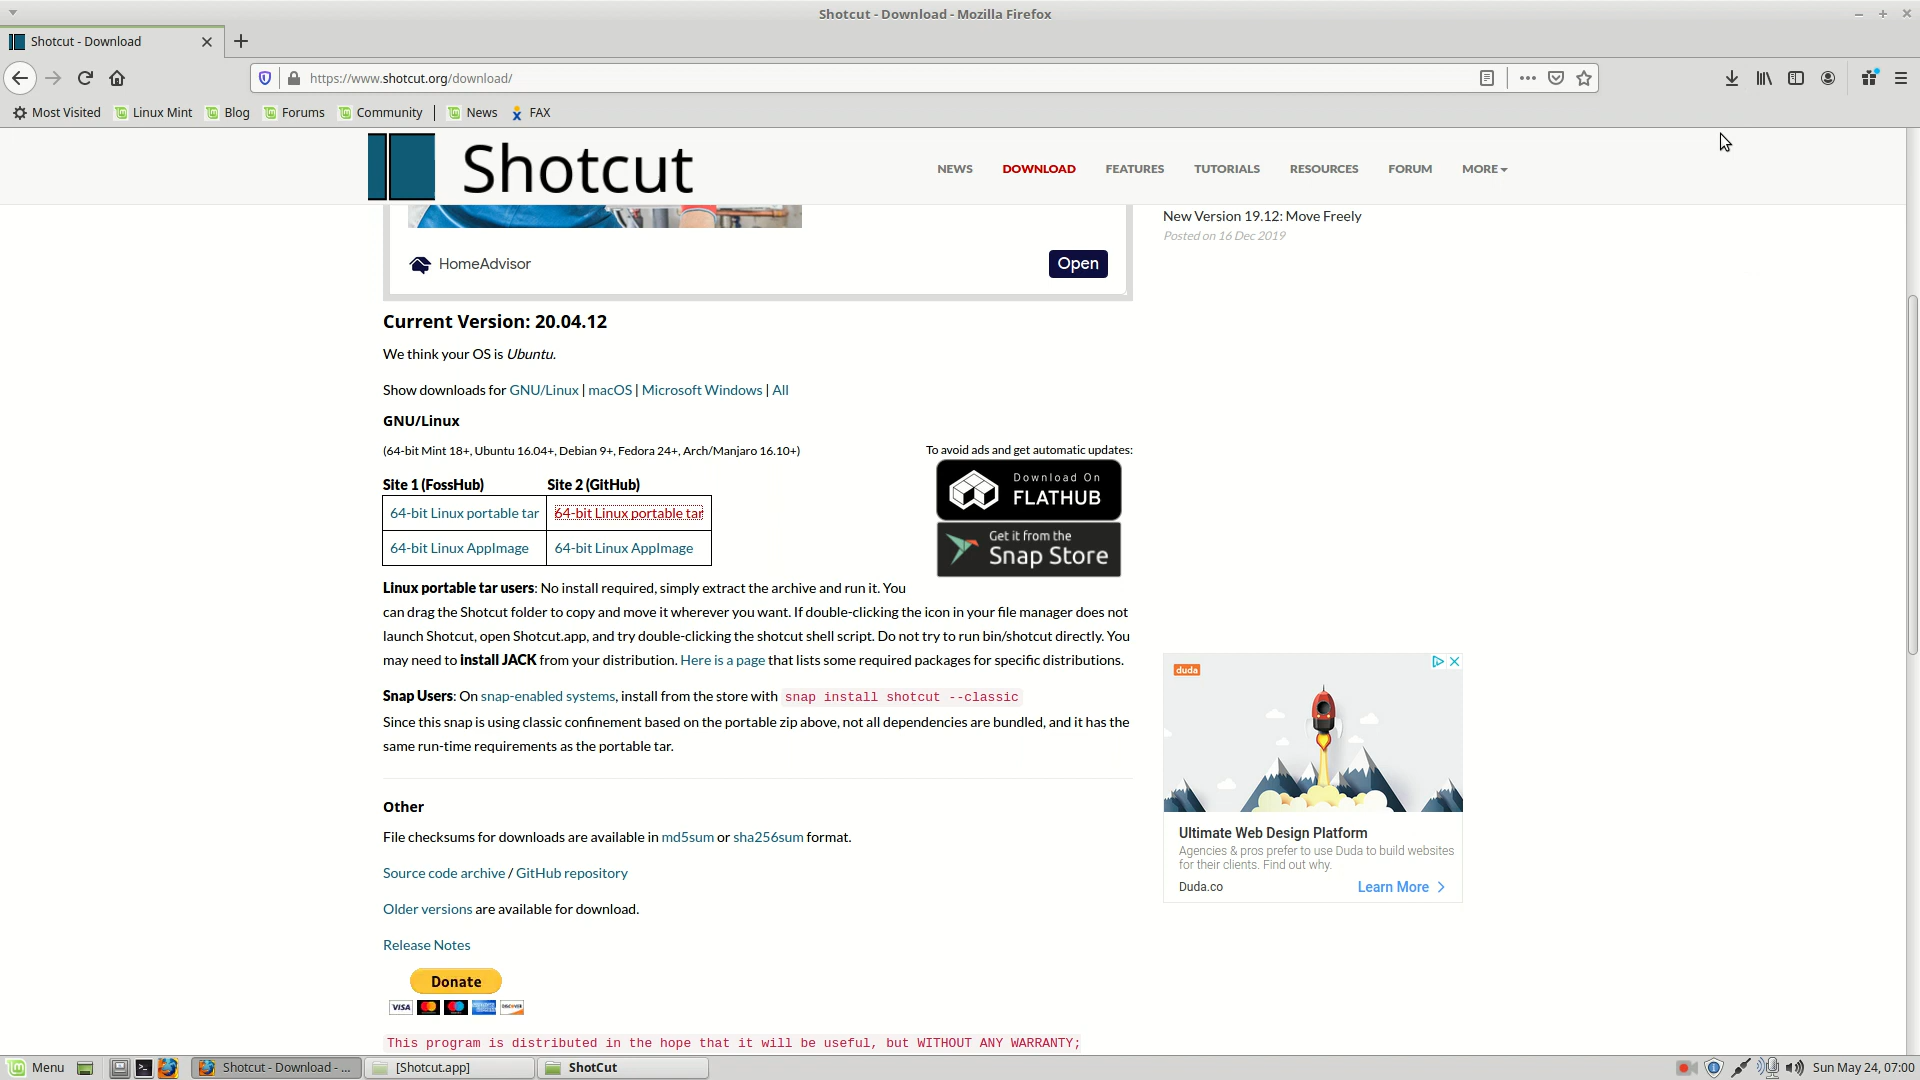 Shotcut - Download - Mozilla Firefox
Shotcut - Download
https://www.shotcut.org/download/
Most Visited
Linux Mint
Blog
Forums
Community
News
FAX
Shotcut
NEWS
DOWNLOAD
FEATURES
TUTORIALS
RESOURCES
FORUM
MORE
New Version 19.12: Move Freely
Posted on 16 Dec 2019
HomeAdvisor
Open
Current Version: 20.04.12
We think your OS is Ubuntu.
Show downloads for GNU/Linux | macOS | Microsoft Windows | All
GNU/Linux
(64-bit Mint 18+, Ubuntu 16.04+, Debian 9+, Fedora 24+, Arch/Manjaro 16.10+)
To avoid ads and get automatic updates:
Download On
FLATHUB
Get it from the
Snap Store
Site 1 (FossHub)
Site 2 (GitHub)
64-bit Linux portable tar
64-bit Linux portable tar
64-bit Linux AppImage
64-bit Linux AppImage
Linux portable tar users: No install required, simply extract the archive and run it. You
can drag the Shotcut folder to copy and move it wherever you want. If double-clicking the icon in your file manager does not
launch Shotcut, open Shotcut.app, and try double-clicking the shotcut shell script. Do not try to run bin/shotcut directly. You
may need to install JACK from your distribution. Here is a page that lists some required packages for specific distributions.
Snap Users: On snap-enabled systems, install from the store with snap install shotcut --classic
Since this snap is using classic confinement based on the portable zip above, not all dependencies are bundled, and it has the
same run-time requirements as the portable tar.
duda
Ultimate Web Design Platform
Agencies & pros prefer to use Duda to build websites
for their clients. Find out why.
Duda.co
Learn More
Other
File checksums for downloads are available in md5sum or sha256sum format.
Source code archive / GitHub repository
Older versions are available for download.
Release Notes
Donate
VISA
DISCOVER
This program is distributed in the hope that it will be useful, but WITHOUT ANY WARRANTY;
Menu
Shotcut - Download - ...
[Shotcut.app]
ShotCut
Sun May 24, 07:00